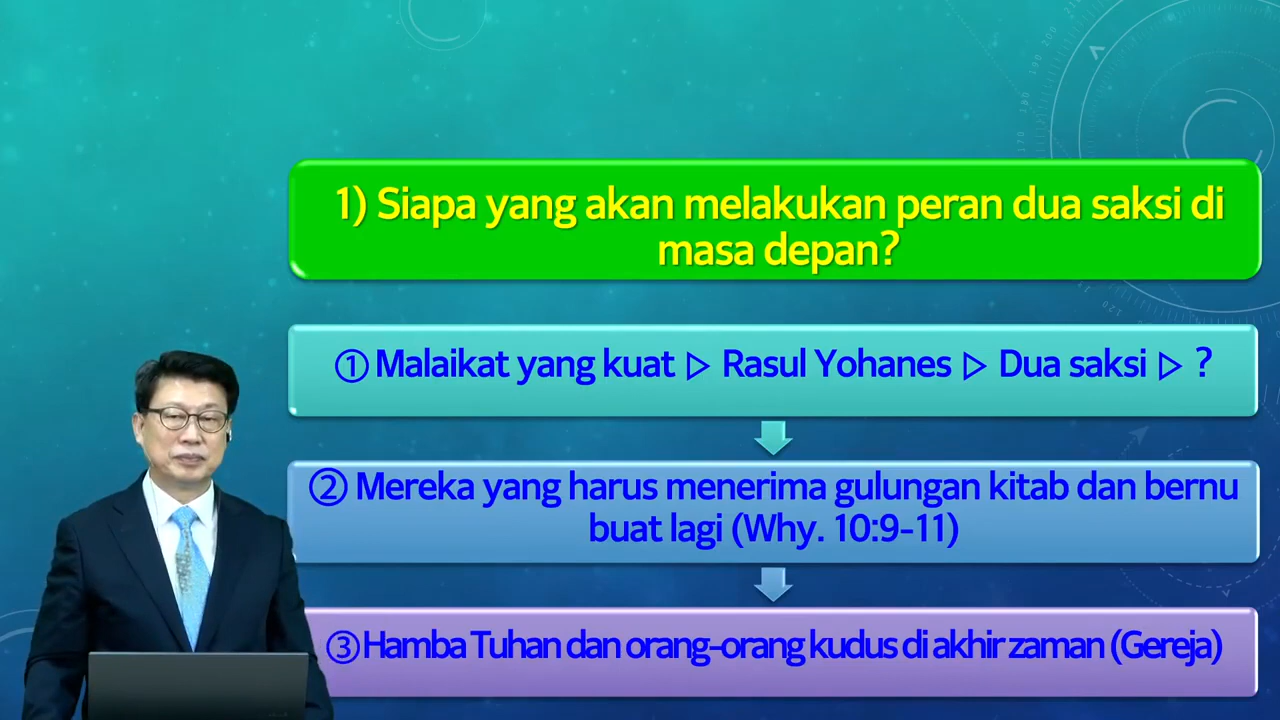 1) Siapa yang akan melakukan peran dua saksi di
masa depan?
① Malaikat yang kuat ▷ Rasul Yohanes ▷ Dua saksi ▷ ?
② Mereka yang harus menerima gulungan kitab dan bernu
buat lagi (Why. 10:9-11)
③Hamba Tuhan dan orang-orang kudus di akhir zaman (Gereja)